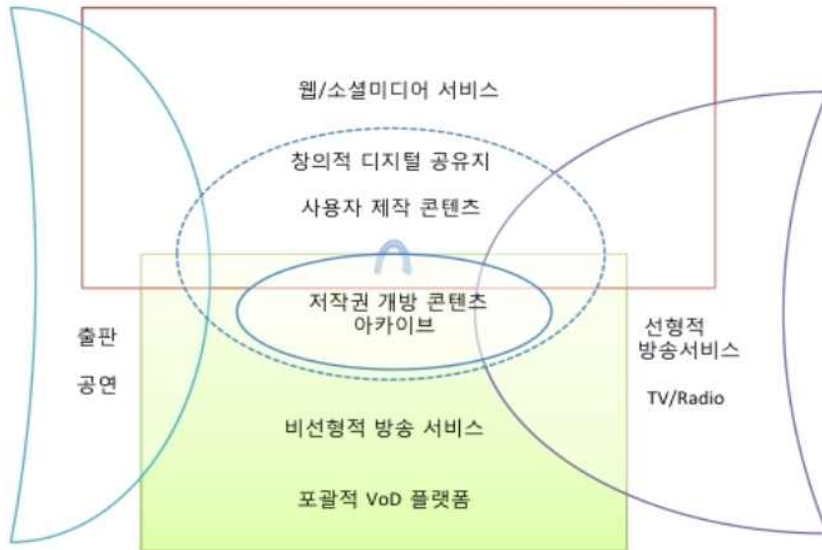 웹/소셜미디어 서비스
창의적 디지털 공유지
사용자 제작 콘텐츠
저작권 개방 콘텐츠
아카이브
출판
공연
선형적
방송서비스
TV/Radio
비선형적 방송 서비스
포괄적 VoD 플랫폼